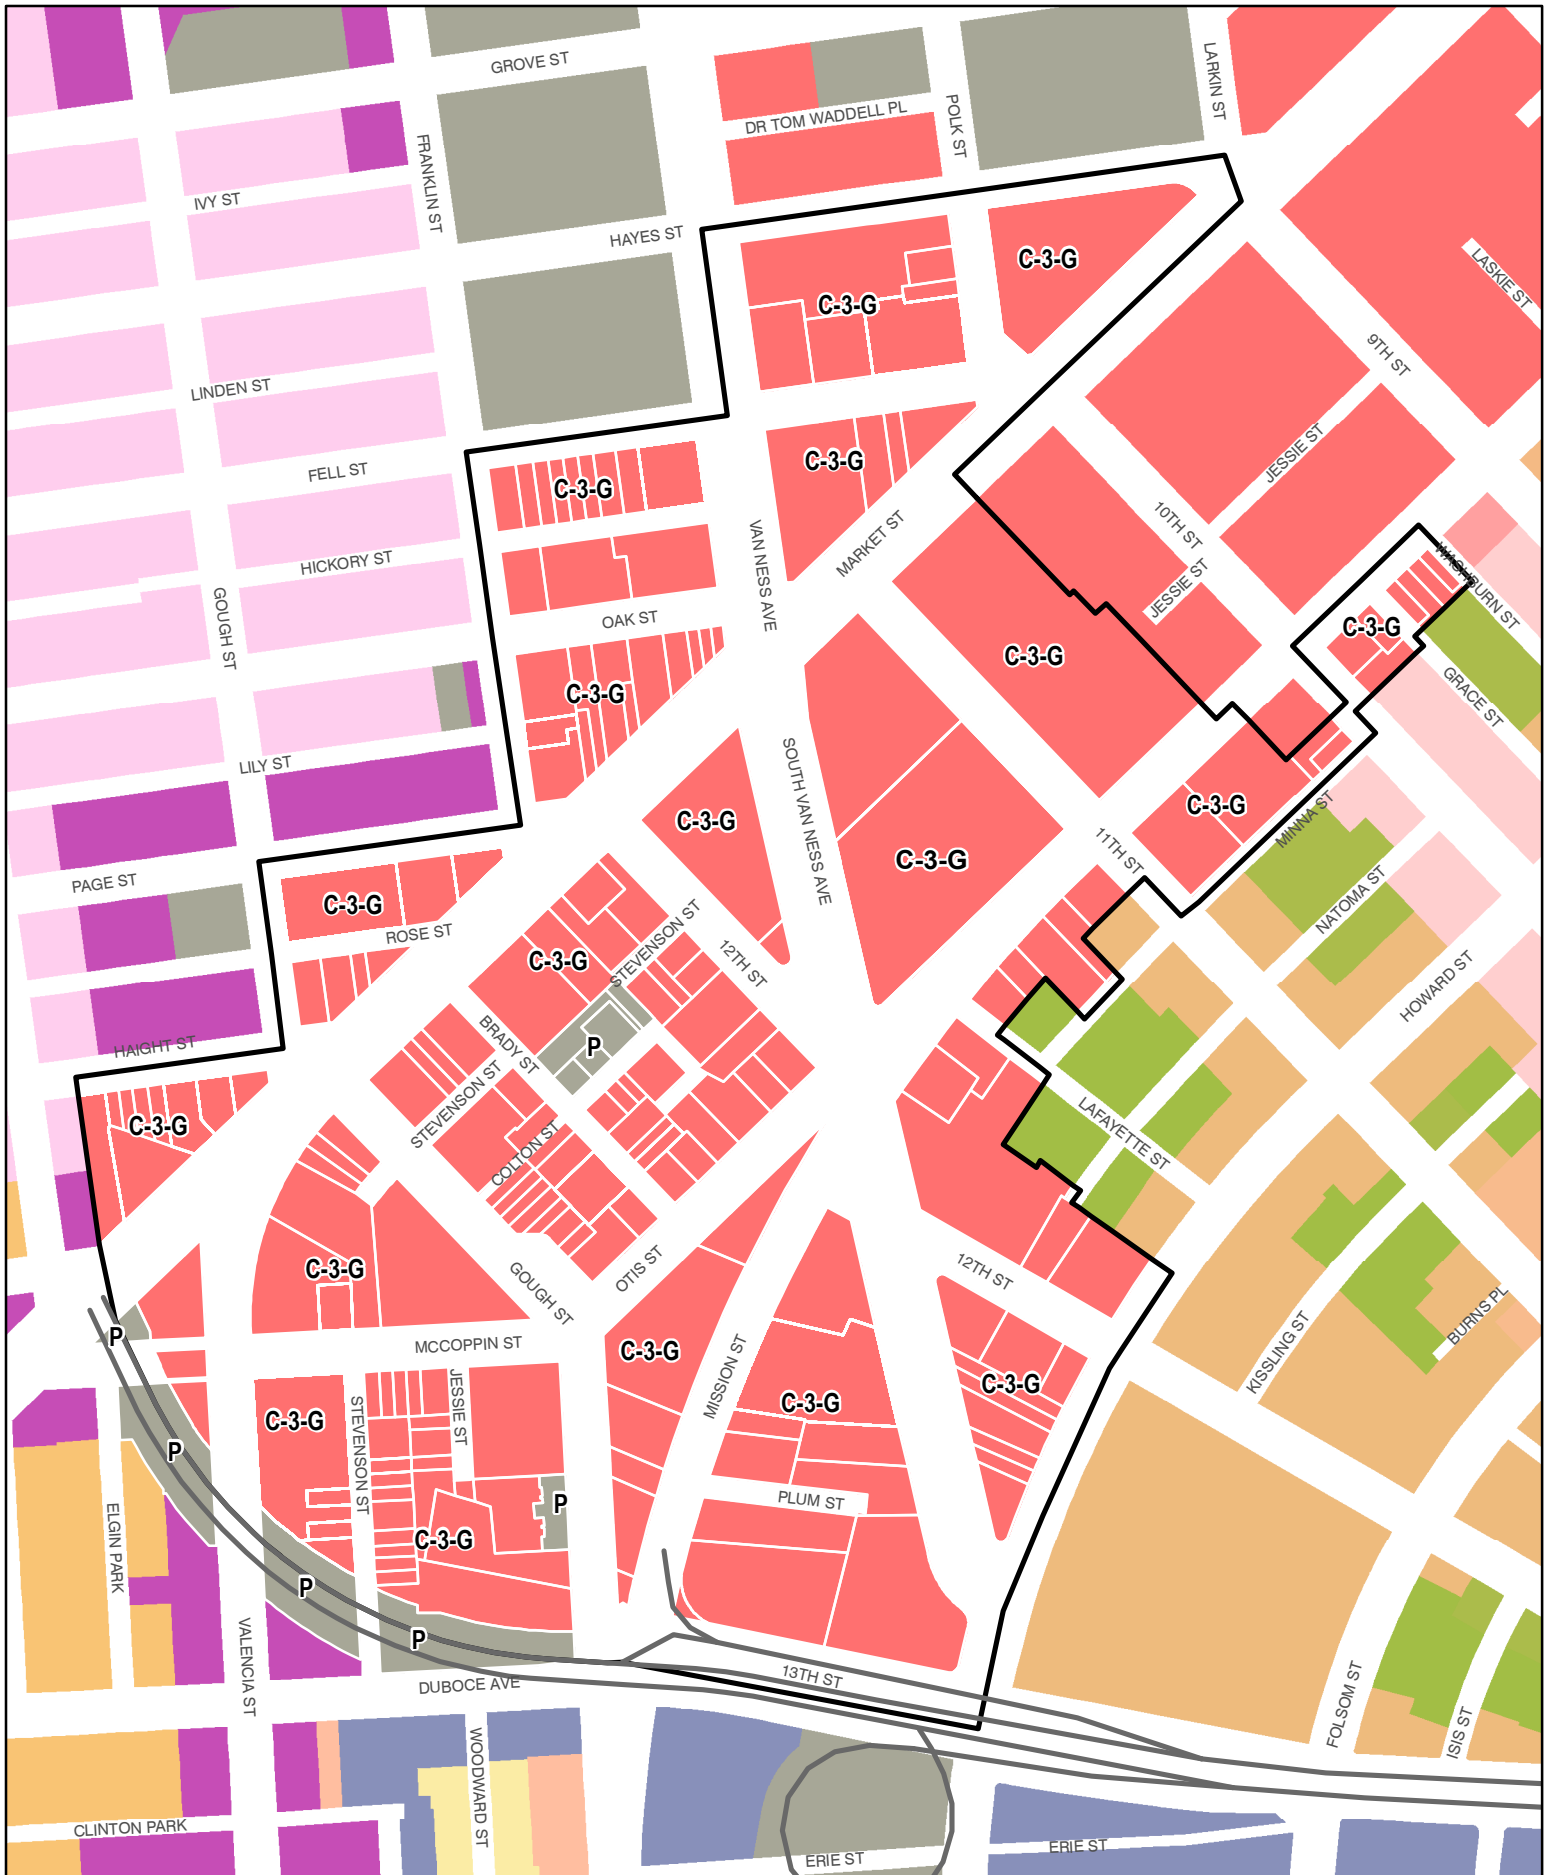 GROVE ST
LARKIN ST
DR TOM WADDELL PL
POLK ST
FRANKLIN ST
IVY ST
HAYES ST
C-3-G
LASKIE ST
C-3-G
9TH ST
LINDEN ST
C-3-G
JESSIE ST
FELL ST
C-3-G
10TH ST
MARKET ST
VAN NESS AVE
HICKORY ST
WASHBURN ST
JESSIE ST
GOUGH ST
OAK ST
C-3-G
C-3-G
C-3-G
GRACE ST
LILY ST
SOUTH VAN NESS AVE
C-3-G
C-3-G
MINNA ST
11TH ST
C-3-G
PAGE ST
C-3-G
NATOMA ST
ROSE ST
STEVENSON ST
C-3-G
12TH ST
HOWARD ST
BRADY ST
P
HAIGHT ST
STEVENSON ST
C-3-G
COLTON ST
LAFAYETTE ST
C-3-G
OTIS ST
12TH ST
GOUGH ST
P
MCCOPPIN ST
C-3-G
BURNS PL
KISSLING ST
MISSION ST
C-3-G
C-3-G
JESSIE ST
C-3-G
STEVENSON ST
P
P
PLUM ST
C-3-G
ELGIN PARK
P
P
VALENCIA ST
13TH ST
DUBOCE AVE
FOLSOM ST
ISIS ST
WOODWARD ST
CLINTON PARK
ERIE ST
ERIE ST